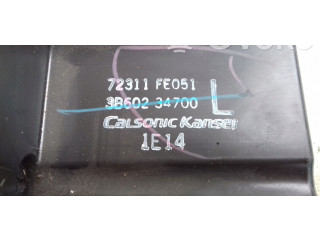 72311 FE051
3B602 34700 L
CALSONIC KANSEI
1E14